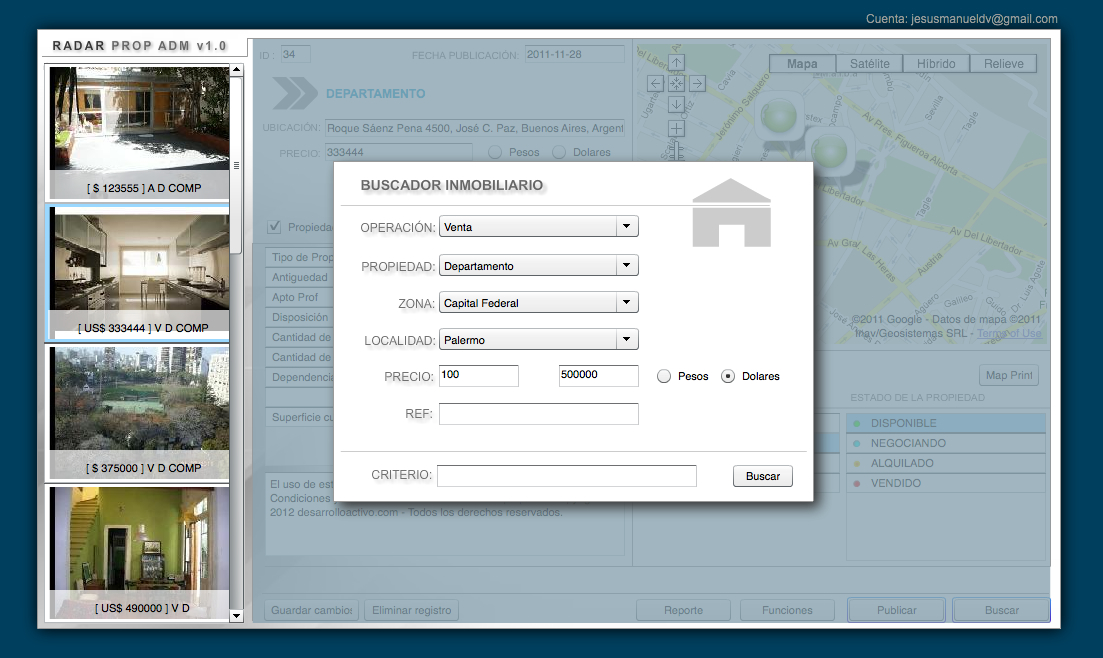 Cuenta: jesusmanueldv@gmail.com
RADAR PROP ADM v1.0
[ $ 123555 ] A D COMP
[ US$ 333444 ] V D COMP
[ $ 375000 ] V D COMP
[ US$ 490000 ] V D
ID : 34
FECHA PUBLICACIÓN: 2011-11-28
DEPARTAMENTO
UBICACIÓN: Roque Sáenz Pena 4500, José C. Paz, Buenos Aires, Argent
PRECIO: 333444 Pesos Dolares
Propieda
Tipo de Prop
Antiguedad
Apto Prof
Disposición
Cantidad de
Cantidad de
Dependenci
Superficie cu
El uso de est
Condiciones
2012 desarrolloactivo.com - Todos los derechos reservados.
BUSCADOR INMOBILIARIO
OPERACIÓN: Venta
PROPIEDAD: Departamento
ZONA: Capital Federal
LOCALIDAD: Palermo
PRECIO: 100 500000 Pesos Dolares
REF:
CRITERIO: Buscar
Mapa Satélite Híbrido Relieve
Ugarte
Cavia
Jerónimo Salguero
Sevilla
Tagle
Av Pres. Figueroa Alcorta
Tagle
Av Del Libertador
Av Gral Las Heras
Austria
Agüero
Galileo
Guido
Dr. Luis Agote
©2011 Google - Datos de mapa ©2011
Inav/Geosistemas SRL - Terms of Use
Map Print
ESTADO DE LA PROPIEDAD
DISPONIBLE
NEGOCIANDO
ALQUILADO
VENDIDO
Guardar cambios Eliminar registro Reporte Funciones Publicar Buscar